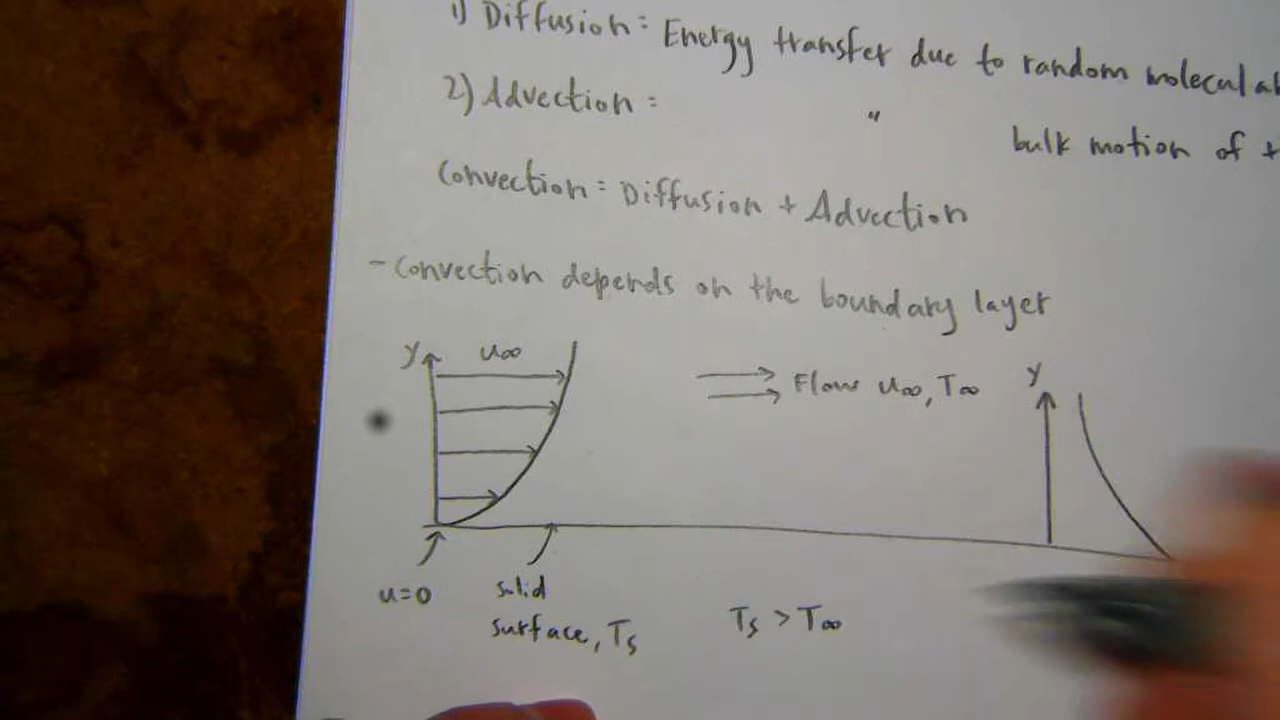 1) Diffusion: Energy transfer due to random molecular
2) Advection: " bulk motion of
Convection: Diffusion + Advection
- Convection depends on the boundary layer
y u∞
Flow u∞, T∞
y
u=0
solid
surface, Ts
Ts > T∞